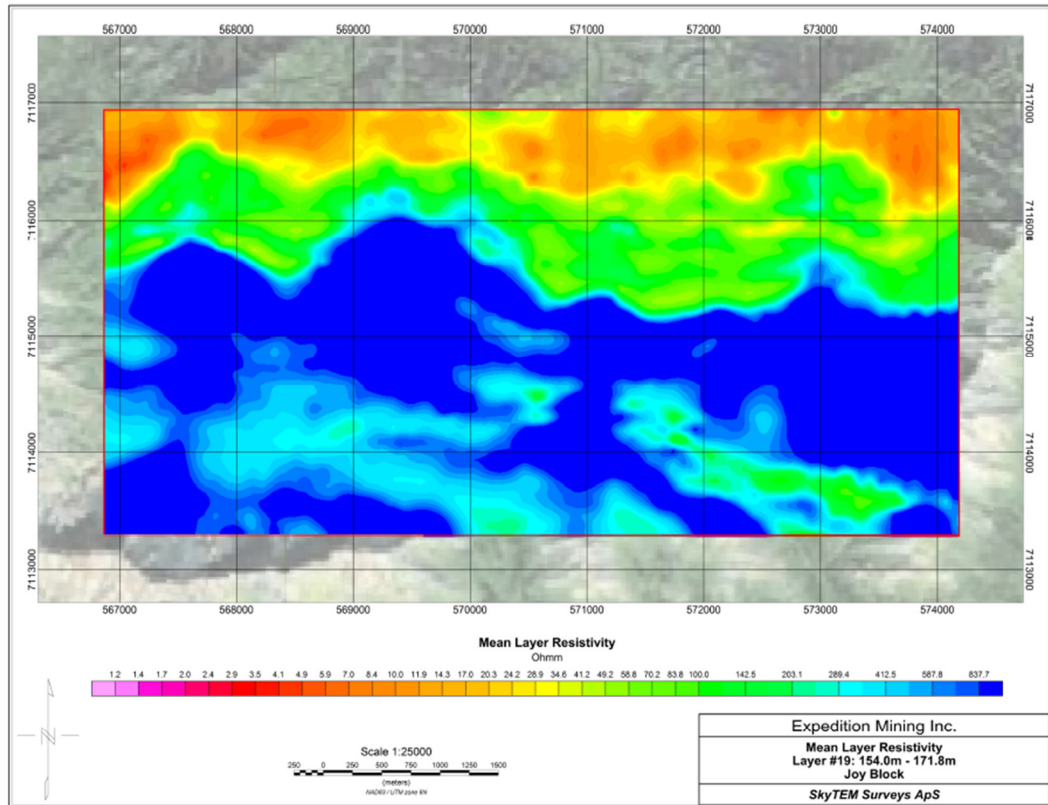 567000 568000 569000 570000 571000 572000 573000 574000
7117000 7117000
7116000 7116000
7115000 7115000
7114000 7114000
7113000 7113000
567000 568000 569000 570000 571000 572000 573000 574000
Mean Layer Resistivity
Ohmm
1.2 1.4 1.7 2.0 2.4 2.9 3.5 4.1 4.9 5.9 7.0 8.4 10.0 11.9 14.3 17.0 20.3 24.2 28.9 34.6 41.2 49.2 58.8 70.2 83.8 100.0 142.5 203.1 289.4 412.5 587.8 837.7
N
Scale 1:25000
250 0 250 500 750 1000 1250 1500
(meters)
NAD83 / UTM zone 8N
Expedition Mining Inc.
Mean Layer Resistivity
Layer #19: 154.0m - 171.8m
Joy Block
SkyTEM Surveys ApS